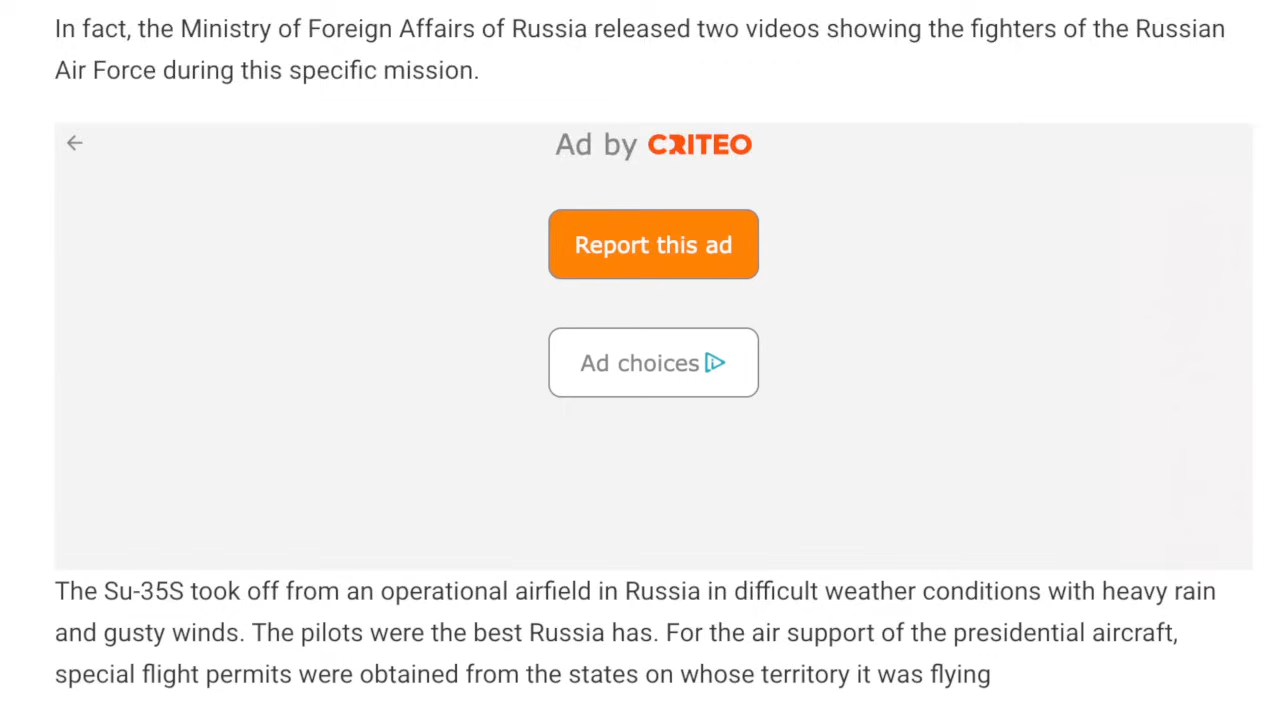 In fact, the Ministry of Foreign Affairs of Russia released two videos showing the fighters of the Russian
Air Force during this specific mission.
Ad by CRITEO
Report this ad
Ad choices
The Su-35S took off from an operational airfield in Russia in difficult weather conditions with heavy rain
and gusty winds. The pilots were the best Russia has. For the air support of the presidential aircraft,
special flight permits were obtained from the states on whose territory it was flying